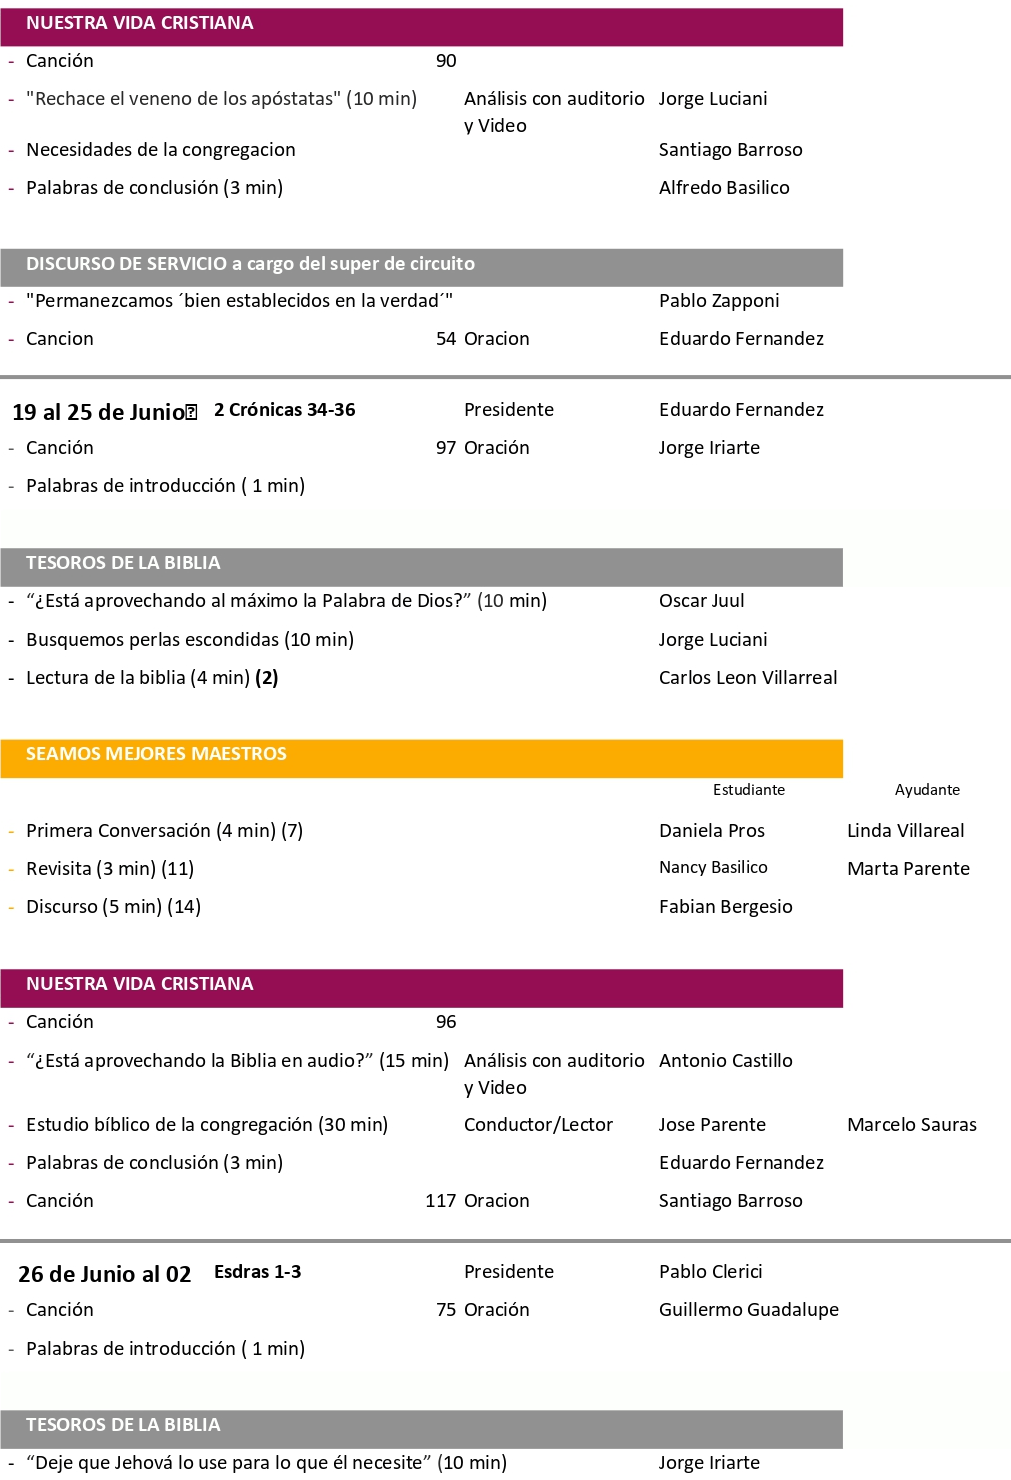 NUESTRA VIDA CRISTIANA
- Canción 90
- "Rechace el veneno de los apóstatas" (10 min) Análisis con auditorio Jorge Luciani
y Video
- Necesidades de la congregacion Santiago Barroso
- Palabras de conclusión (3 min) Alfredo Basilico
DISCURSO DE SERVICIO a cargo del super de circuito
- "Permanezcamos ´bien establecidos en la verdad´" Pablo Zapponi
- Cancion 54 Oracion Eduardo Fernandez
19 al 25 de Junio 2 Crónicas 34-36 Presidente Eduardo Fernandez
- Canción 97 Oración Jorge Iriarte
- Palabras de introducción ( 1 min)
TESOROS DE LA BIBLIA
- “¿Está aprovechando al máximo la Palabra de Dios?” (10 min) Oscar Juul
- Busquemos perlas escondidas (10 min) Jorge Luciani
- Lectura de la biblia (4 min) (2) Carlos Leon Villarreal
SEAMOS MEJORES MAESTROS
Estudiante Ayudante
- Primera Conversación (4 min) (7) Daniela Pros Linda Villareal
- Revisita (3 min) (11) Nancy Basilico Marta Parente
- Discurso (5 min) (14) Fabian Bergesio
NUESTRA VIDA CRISTIANA
- Canción 96
- “¿Está aprovechando la Biblia en audio?” (15 min) Análisis con auditorio Antonio Castillo
y Video
- Estudio bíblico de la congregación (30 min) Conductor/Lector Jose Parente Marcelo Sauras
- Palabras de conclusión (3 min) Eduardo Fernandez
- Canción 117 Oracion Santiago Barroso
26 de Junio al 02 Esdras 1-3 Presidente Pablo Clerici
- Canción 75 Oración Guillermo Guadalupe
- Palabras de introducción ( 1 min)
TESOROS DE LA BIBLIA
- “Deje que Jehová lo use para lo que él necesite” (10 min) Jorge Iriarte